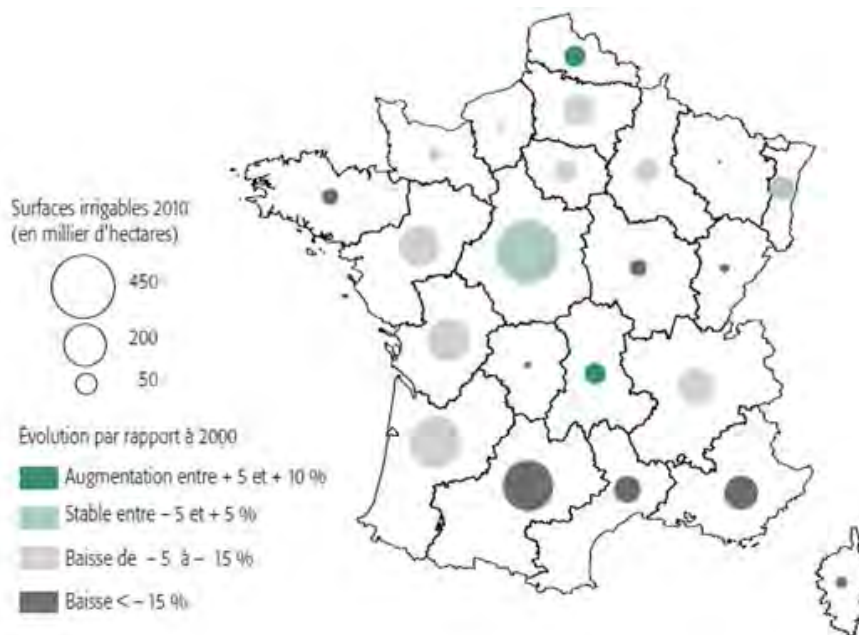 Surfaces irrigables 2010
(en millier d'hectares)
450
200
50
Évolution par rapport à 2000
Augmentation entre + 5 et + 10 %
Stable entre – 5 et + 5 %
Baisse de – 5 à – 15 %
Baisse < – 15 %